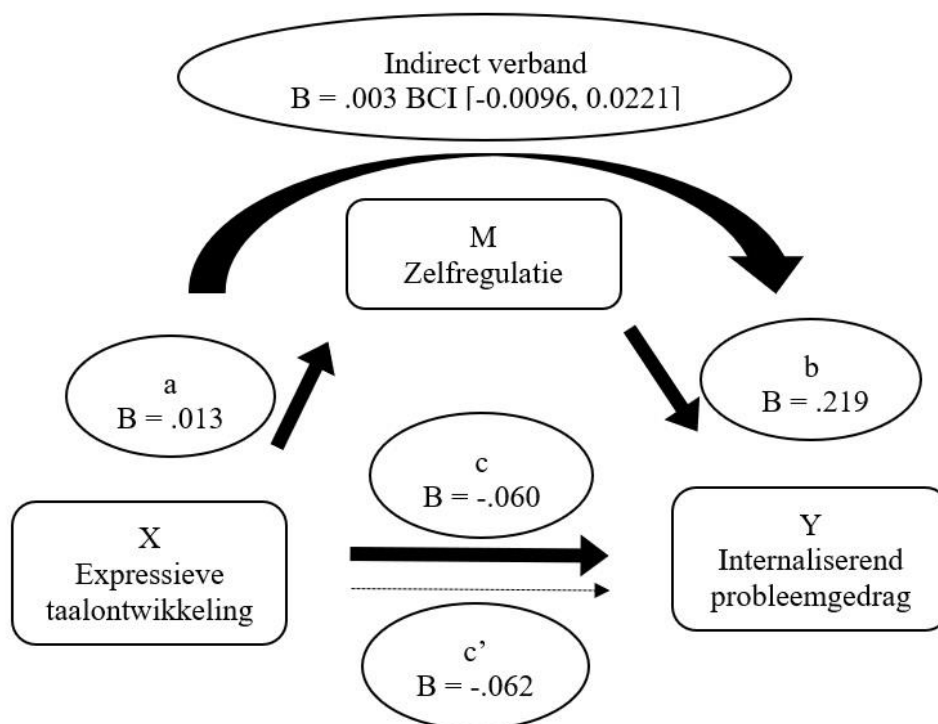 Indirect verband
B = .003 BCI [-0.0096, 0.0221]
M
Zelfregulatie
a
B = .013
b
B = .219
c
B = -.060
X
Expressieve
taalontwikkeling
Y
Internaliserend
probleemgedrag
c’
B = -.062